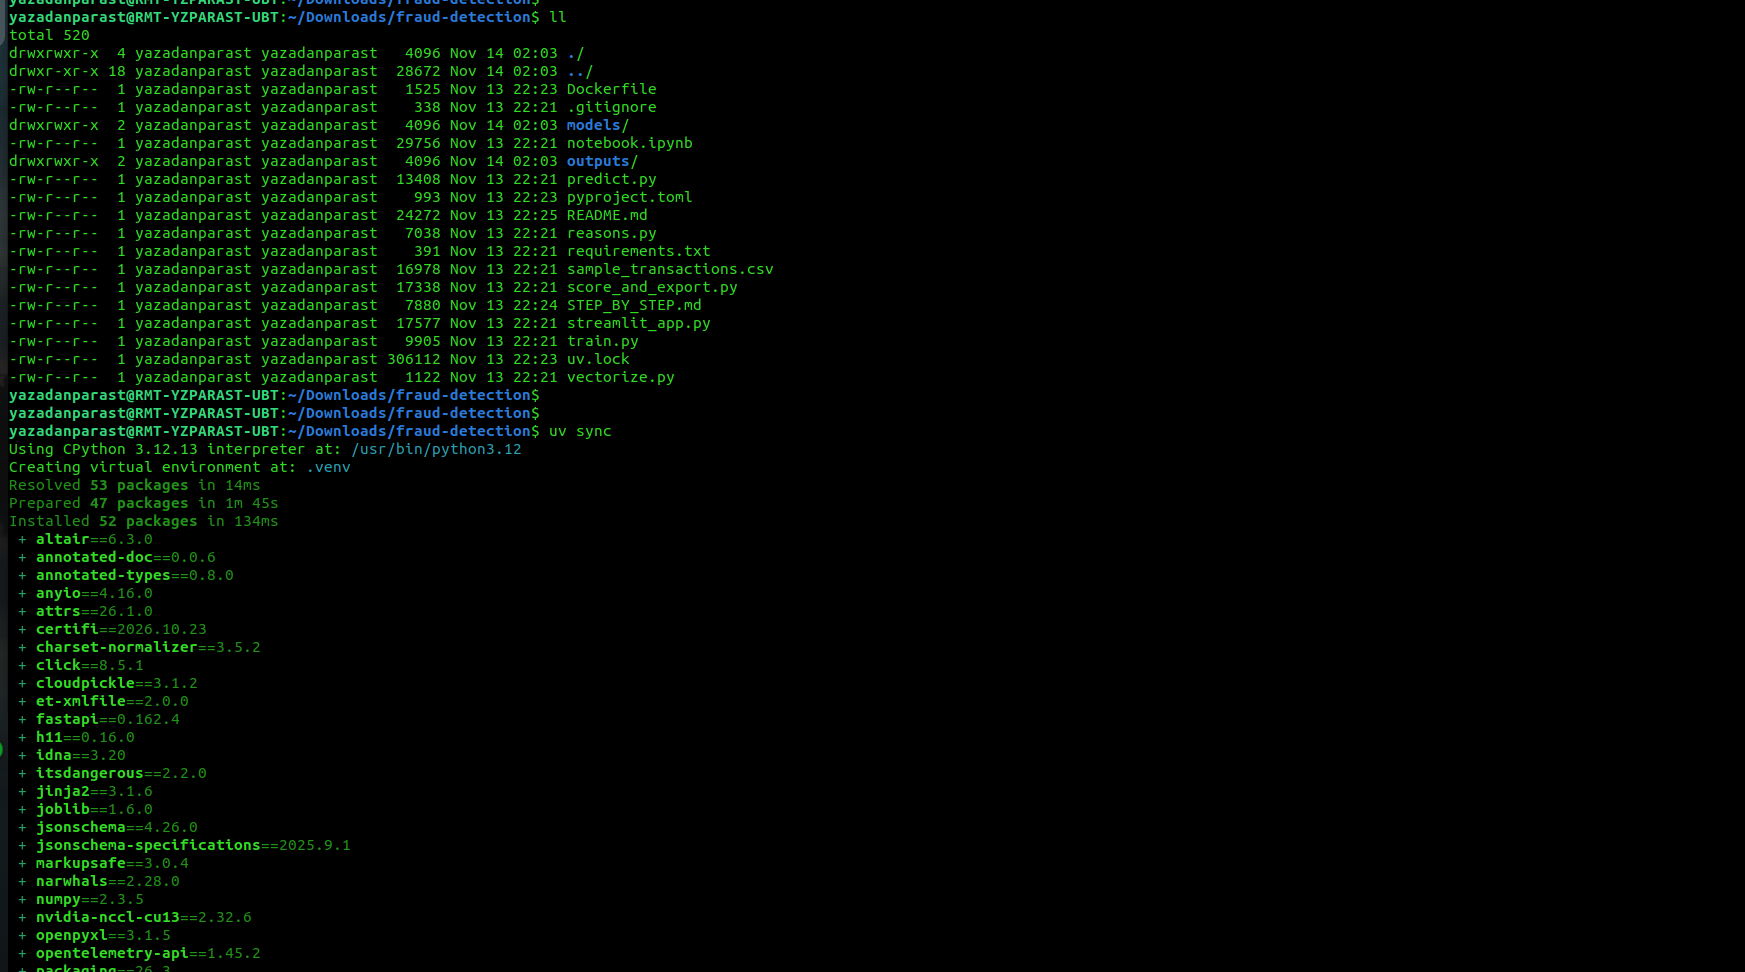 yazadanparast@RMT-YZPARAST-UBT:~/Downloads/fraud-detection$
yazadanparast@RMT-YZPARAST-UBT:~/Downloads/fraud-detection$ ll
total 520
drwxrwxr-x  4 yazadanparast yazadanparast   4096 Nov 14 02:03 ./
drwxr-xr-x 18 yazadanparast yazadanparast  28672 Nov 14 02:03 ../
-rw-r--r--  1 yazadanparast yazadanparast   1525 Nov 13 22:23 Dockerfile
-rw-r--r--  1 yazadanparast yazadanparast    338 Nov 13 22:21 .gitignore
drwxrwxr-x  2 yazadanparast yazadanparast   4096 Nov 14 02:03 models/
-rw-r--r--  1 yazadanparast yazadanparast  29756 Nov 13 22:21 notebook.ipynb
drwxrwxr-x  2 yazadanparast yazadanparast   4096 Nov 14 02:03 outputs/
-rw-r--r--  1 yazadanparast yazadanparast  13408 Nov 13 22:21 predict.py
-rw-r--r--  1 yazadanparast yazadanparast    993 Nov 13 22:23 pyproject.toml
-rw-r--r--  1 yazadanparast yazadanparast  24272 Nov 13 22:25 README.md
-rw-r--r--  1 yazadanparast yazadanparast   7038 Nov 13 22:21 reasons.py
-rw-r--r--  1 yazadanparast yazadanparast    391 Nov 13 22:21 requirements.txt
-rw-r--r--  1 yazadanparast yazadanparast  16978 Nov 13 22:21 sample_transactions.csv
-rw-r--r--  1 yazadanparast yazadanparast  17338 Nov 13 22:21 score_and_export.py
-rw-r--r--  1 yazadanparast yazadanparast   7880 Nov 13 22:24 STEP_BY_STEP.md
-rw-r--r--  1 yazadanparast yazadanparast  17577 Nov 13 22:21 streamlit_app.py
-rw-r--r--  1 yazadanparast yazadanparast   9905 Nov 13 22:21 train.py
-rw-r--r--  1 yazadanparast yazadanparast 306112 Nov 13 22:23 uv.lock
-rw-r--r--  1 yazadanparast yazadanparast   1122 Nov 13 22:21 vectorize.py
yazadanparast@RMT-YZPARAST-UBT:~/Downloads/fraud-detection$
yazadanparast@RMT-YZPARAST-UBT:~/Downloads/fraud-detection$
yazadanparast@RMT-YZPARAST-UBT:~/Downloads/fraud-detection$ uv sync
Using CPython 3.12.13 interpreter at: /usr/bin/python3.12
Creating virtual environment at: .venv
Resolved 53 packages in 14ms
Prepared 47 packages in 1m 45s
Installed 52 packages in 134ms
 + altair==6.3.0
 + annotated-doc==0.0.6
 + annotated-types==0.8.0
 + anyio==4.16.0
 + attrs==26.1.0
 + certifi==2026.10.23
 + charset-normalizer==3.5.2
 + click==8.5.1
 + cloudpickle==3.1.2
 + et-xmlfile==2.0.0
 + fastapi==0.162.4
 + h11==0.16.0
 + idna==3.20
 + itsdangerous==2.2.0
 + jinja2==3.1.6
 + joblib==1.6.0
 + jsonschema==4.26.0
 + jsonschema-specifications==2025.9.1
 + markupsafe==3.0.4
 + narwhals==2.28.0
 + numpy==2.3.5
 + nvidia-nccl-cu13==2.32.6
 + openpyxl==3.1.5
 + opentelemetry-api==1.45.2
 + packaging==26.3